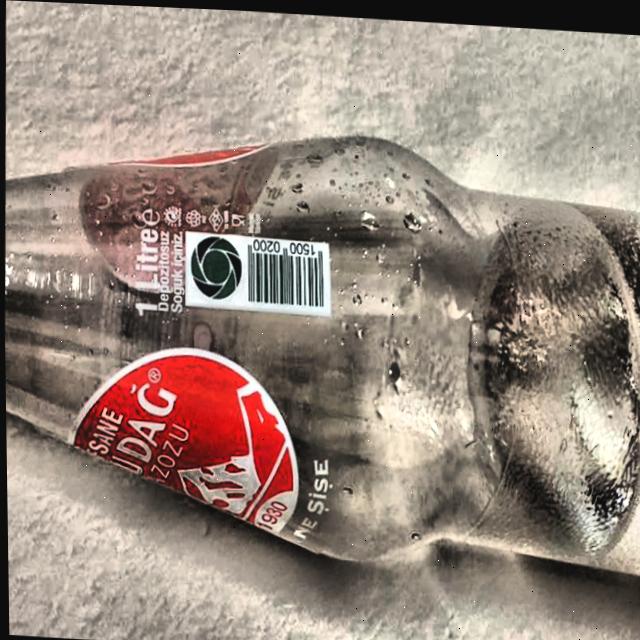 1 Litre℮
Depozitosuz
Soğuk içiniz.
1500 0200
SANE
UDAĞ®
ZOZU
1930
NE ŞİŞE